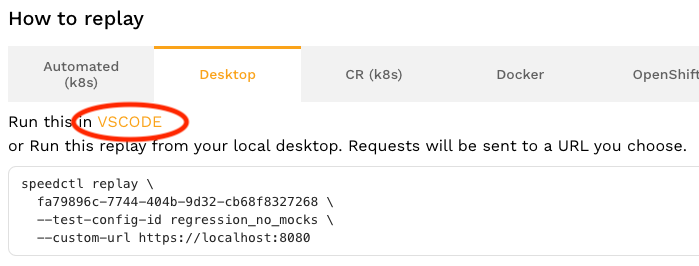 How to replay
Automated
(k8s)
Desktop
CR (k8s)
Docker
OpenShift
Run this in VSCODE
or Run this replay from your local desktop. Requests will be sent to a URL you choose.
speedctl replay \
fa79896c-7744-404b-9d32-cb68f8327268 \
--test-config-id regression_no_mocks \
--custom-url https://localhost:8080